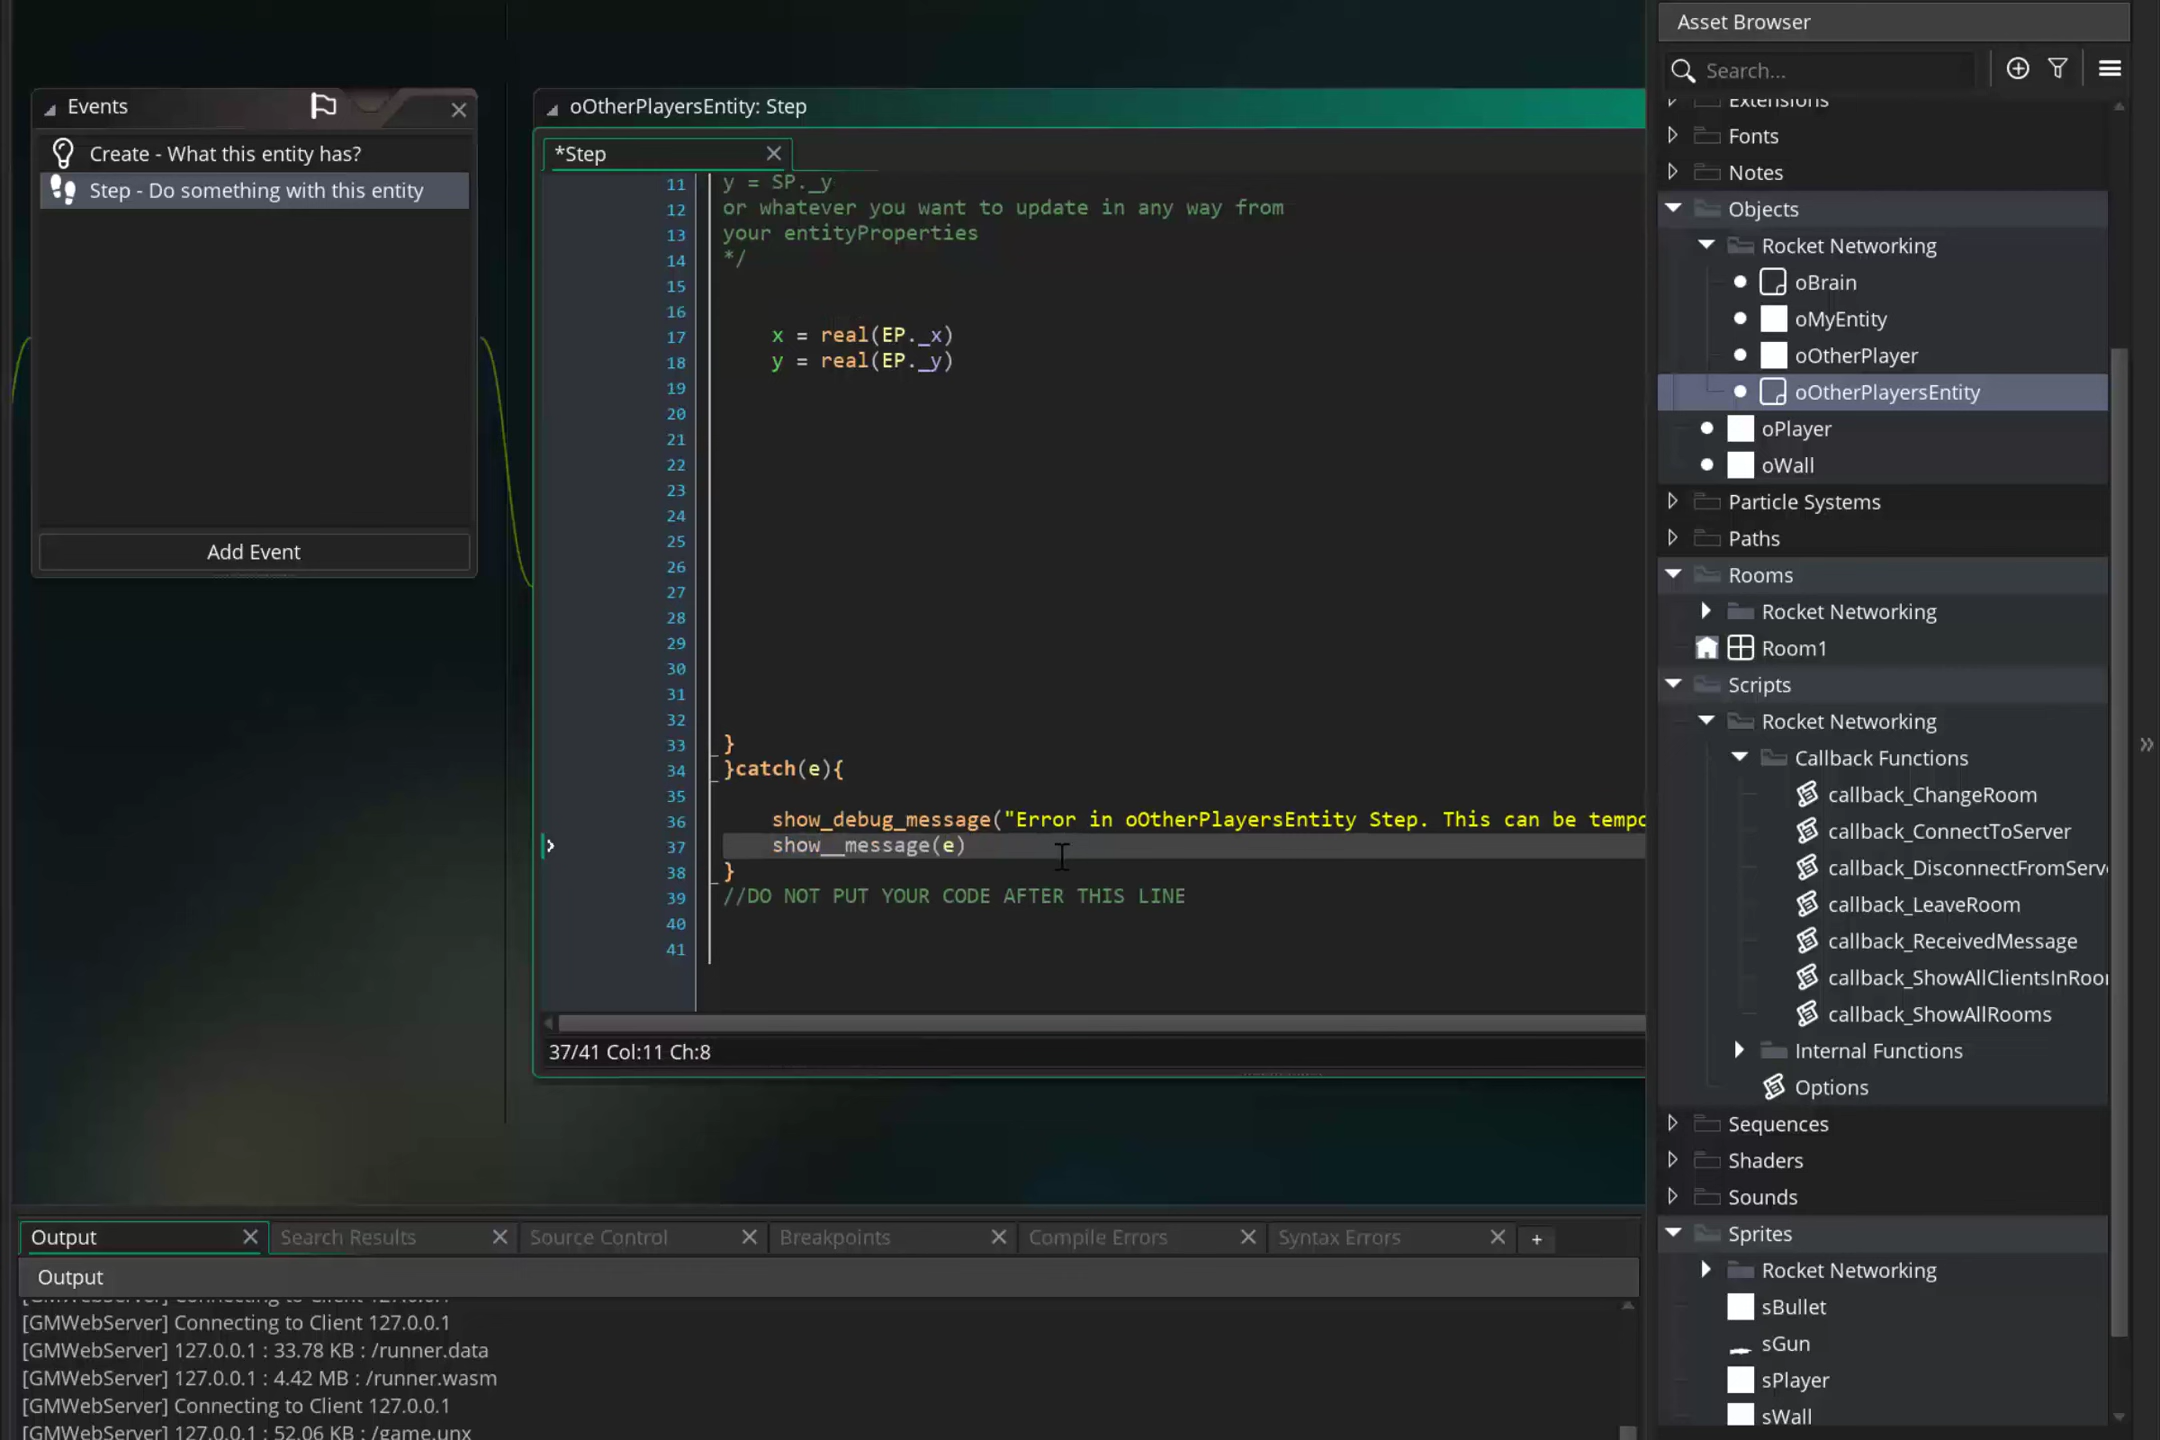 Events
Create - What this entity has?
Step - Do something with this entity
Add Event
oOtherPlayersEntity: Step
*Step
11 y = SP._y
12 or whatever you want to update in any way from
13 your entityProperties
14 */
15
16
17 x = real(EP._x)
18 y = real(EP._y)
19
20
21
22
23
24
25
26
27
28
29
30
31
32
33 }
34 }catch(e){
35
36 show_debug_message("Error in oOtherPlayersEntity Step. This can be tempo
37 show__message(e)
38 }
39 //DO NOT PUT YOUR CODE AFTER THIS LINE
40
41
37/41 Col:11 Ch:8
Output
Search Results
Source Control
Breakpoints
Compile Errors
Syntax Errors
+
Output
[GMWebServer] Connecting to Client 127.0.0.1
[GMWebServer] Connecting to Client 127.0.0.1
[GMWebServer] 127.0.0.1 : 33.78 KB : /runner.data
[GMWebServer] 127.0.0.1 : 4.42 MB : /runner.wasm
[GMWebServer] Connecting to Client 127.0.0.1
[GMWebServer] 127.0.0.1 : 52.06 KB : /game.unx
Asset Browser
Search...
Extensions
Fonts
Notes
Objects
Rocket Networking
oBrain
oMyEntity
oOtherPlayer
oOtherPlayersEntity
oPlayer
oWall
Particle Systems
Paths
Rooms
Rocket Networking
Room1
Scripts
Rocket Networking
Callback Functions
callback_ChangeRoom
callback_ConnectToServer
callback_DisconnectFromServ
callback_LeaveRoom
callback_ReceivedMessage
callback_ShowAllClientsInRoo
callback_ShowAllRooms
Internal Functions
Options
Sequences
Shaders
Sounds
Sprites
Rocket Networking
sBullet
sGun
sPlayer
sWall